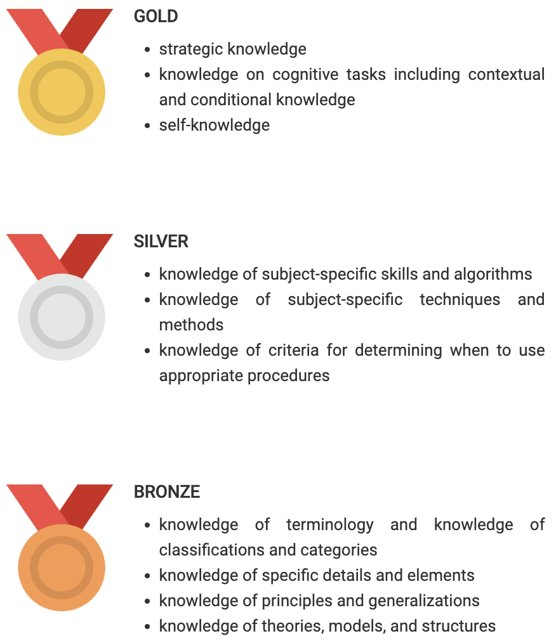 GOLD
• strategic knowledge
• knowledge on cognitive tasks including contextual
and conditional knowledge
• self-knowledge
SILVER
• knowledge of subject-specific skills and algorithms
• knowledge of subject-specific techniques and
methods
• knowledge of criteria for determining when to use
appropriate procedures
BRONZE
• knowledge of terminology and knowledge of
classifications and categories
• knowledge of specific details and elements
• knowledge of principles and generalizations
• knowledge of theories, models, and structures